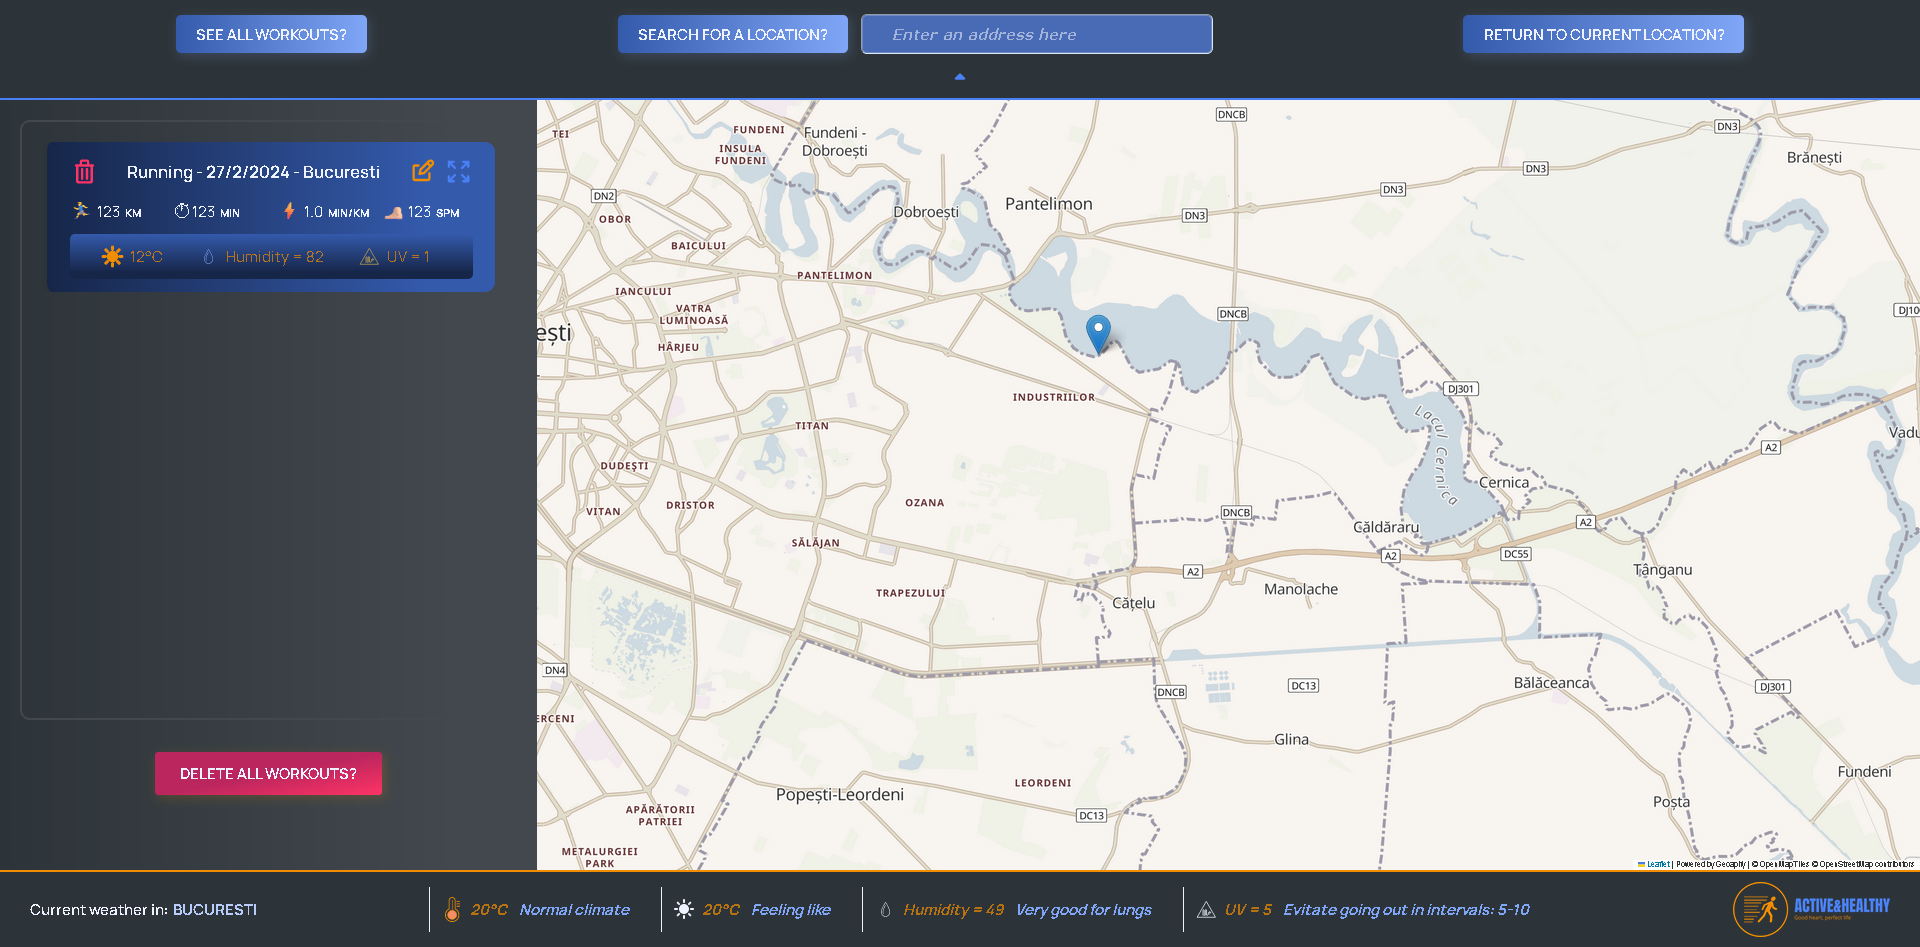 SEE ALL WORKOUTS?
SEARCH FOR A LOCATION?
Enter an address here
RETURN TO CURRENT LOCATION?
Running - 27/2/2024 - Bucuresti
123 KM
123 MIN
1.0 MIN/KM
123 SPM
12°C
Humidity = 82
UV = 1
DELETE ALL WORKOUTS?
TEI
FUNDENI
Fundeni -
Dobroești
INSULA
FUNDENI
DNCB
DN3
Brănești
DN3
DN3
DN2
Pantelimon
Dobroești
DN3
OBOR
BAICULUI
PANTELIMON
IANCULUI
VATRA
LUMINOASĂ
ești
HÂRJEU
DNCB
DJ10
INDUSTRIILOR
DJ301
Lacul Cernica
TITAN
Vadu
A2
DUDEȘTI
Cernica
VITAN
DRISTOR
OZANA
DNCB
A2
Căldăraru
SĂLĂJAN
A2
DC55
A2
Tânganu
TRAPEZULUI
Cățelu
Manolache
DN4
DNCB
DC13
Bălăceanca
DJ301
ERCENI
Glina
Fundeni
LEORDENI
Popești-Leordeni
Poșta
APĂRĂTORII
PATRIEI
DC13
METALURGIEI
PARK
Leaflet | Powered by Geoapify | © OpenMapTiles © OpenStreetMap contributors
Current weather in: BUCURESTI
20°C Normal climate
20°C Feeling like
Humidity = 49 Very good for lungs
UV = 5 Evitate going out in intervals: 5-10
ACTIVE&HEALTHY
Good heart, perfect life